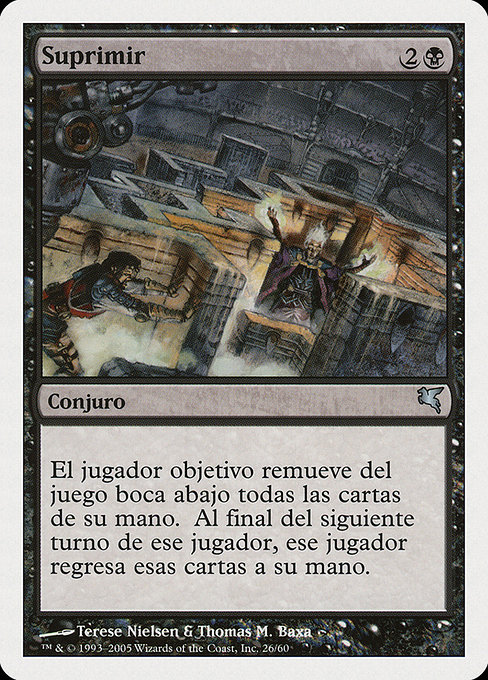 Suprimir 2
Conjuro
El jugador objetivo remueve del
juego boca abajo todas las cartas
de su mano. Al final del siguiente
turno de ese jugador, ese jugador
regresa esas cartas a su mano.
Terese Nielsen & Thomas M. Baxa
™ & © 1993–2005 Wizards of the Coast, Inc. 26/60